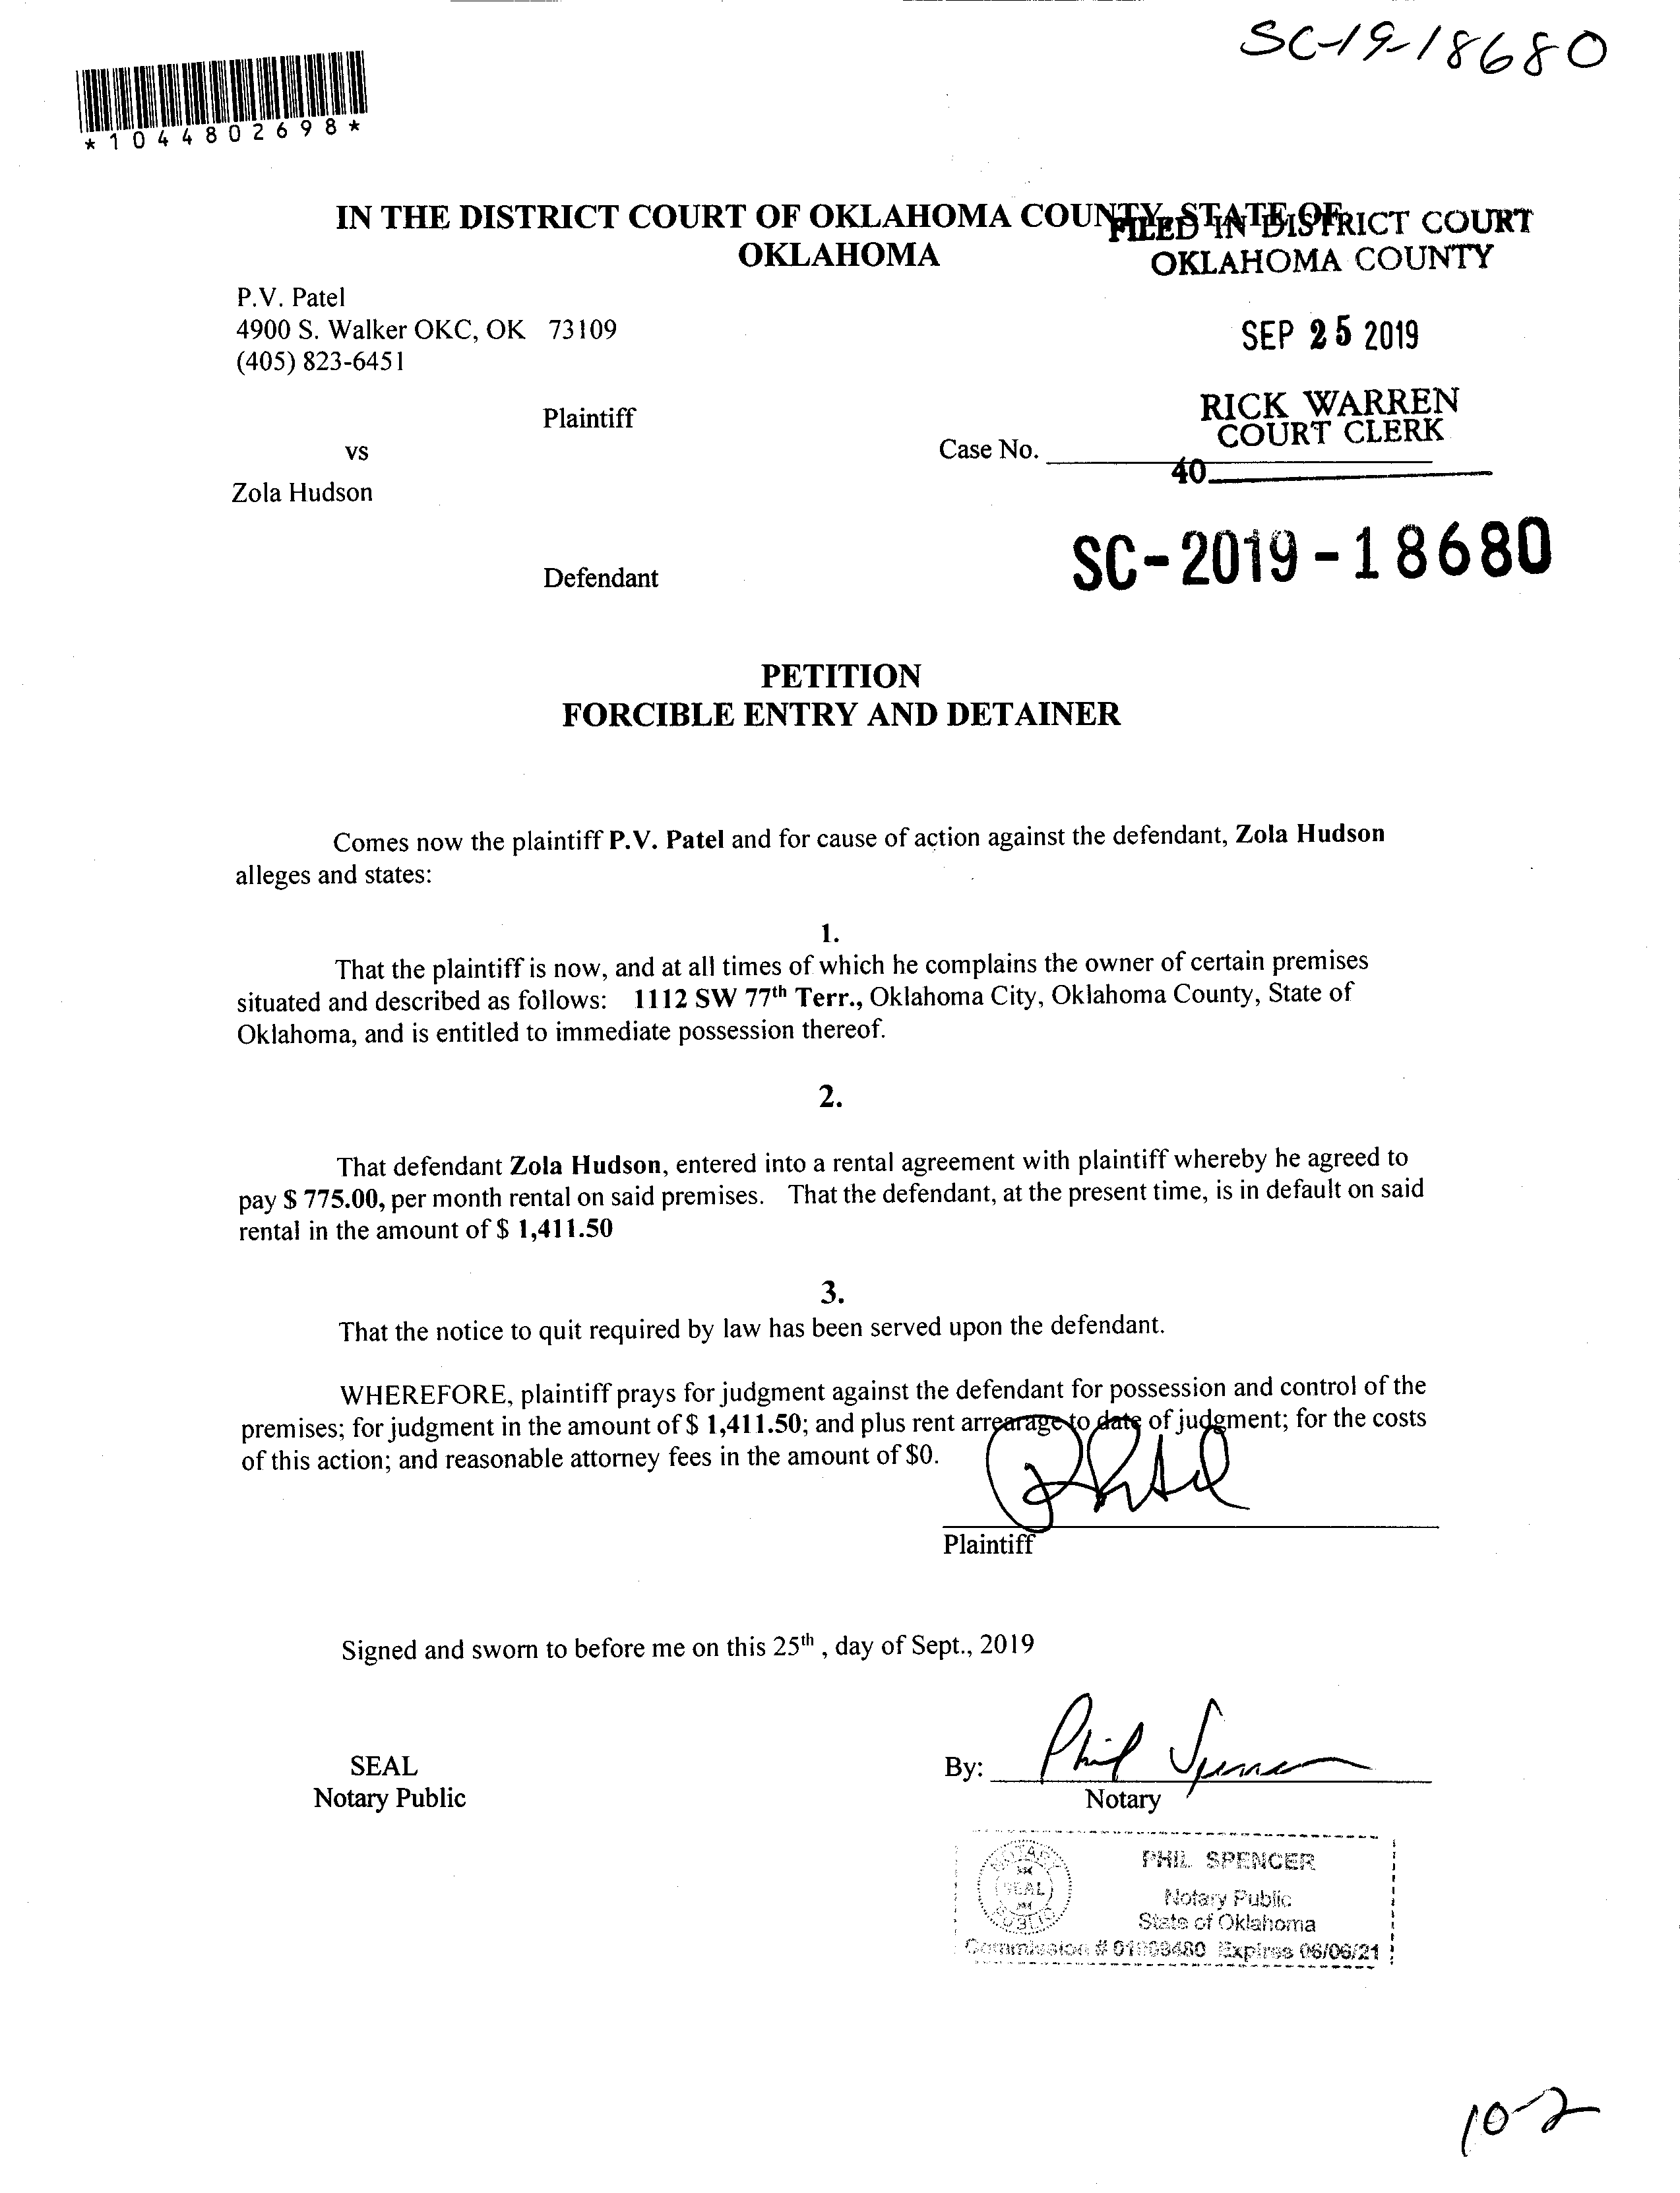 SC-19-18680
*1044802698*
IN THE DISTRICT COURT OF OKLAHOMA COUNTY, STATE OF
OKLAHOMA
FILED IN DISTRICT COURT
OKLAHOMA COUNTY
P.V. Patel
4900 S. Walker OKC, OK 73109
(405) 823-6451
SEP 25 2019
Plaintiff
RICK WARREN
COURT CLERK
vs
Case No.
40
Zola Hudson
SC-2019-18680
Defendant
PETITION
FORCIBLE ENTRY AND DETAINER
Comes now the plaintiff P.V. Patel and for cause of action against the defendant, Zola Hudson
alleges and states:
1.
That the plaintiff is now, and at all times of which he complains the owner of certain premises
situated and described as follows: 1112 SW 77th Terr., Oklahoma City, Oklahoma County, State of
Oklahoma, and is entitled to immediate possession thereof.
2.
That defendant Zola Hudson, entered into a rental agreement with plaintiff whereby he agreed to
pay $ 775.00, per month rental on said premises. That the defendant, at the present time, is in default on said
rental in the amount of $ 1,411.50
3.
That the notice to quit required by law has been served upon the defendant.
WHEREFORE, plaintiff prays for judgment against the defendant for possession and control of the
premises; for judgment in the amount of $ 1,411.50; and plus rent arrearage to date of judgment; for the costs
of this action; and reasonable attorney fees in the amount of $0.
Plaintiff
Signed and sworn to before me on this 25th , day of Sept., 2019
SEAL
Notary Public
By: Phil Spencer
Notary
NOTARY
SEAL
PUBLIC
PHIL SPENCER
Notary Public
State of Oklahoma
Commission # Expires 06/06/21
10-2